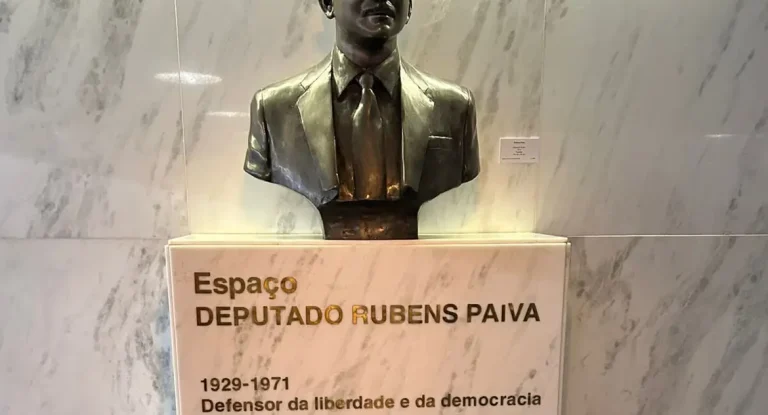 Espaço
DEPUTADO RUBENS PAIVA
1929-1971
Defensor da liberdade e da democracia